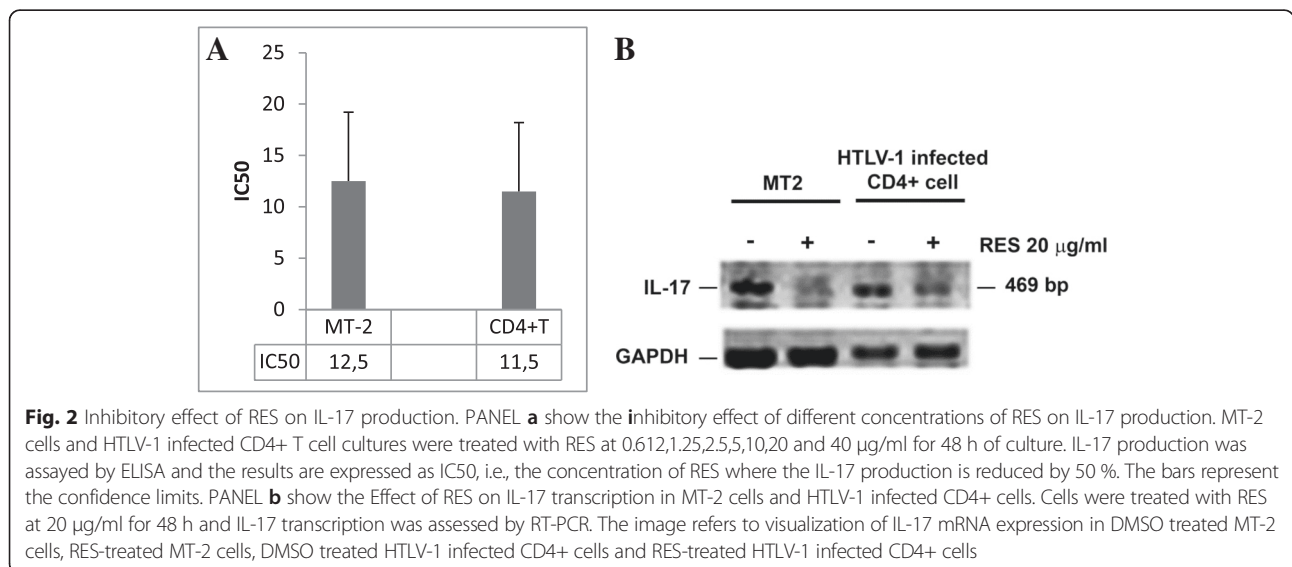 A
25
20
15
10
5
0
IC50
MT-2 CD4+T
IC50 12,5 11,5
B
HTLV-1 infected
MT2 CD4+ cell
- + - + RES 20 μg/ml
IL-17 — — 469 bp
GAPDH —
Fig. 2 Inhibitory effect of RES on IL-17 production. PANEL a show the inhibitory effect of different concentrations of RES on IL-17 production. MT-2
cells and HTLV-1 infected CD4+ T cell cultures were treated with RES at 0.612,1.25,2.5,5,10,20 and 40 μg/ml for 48 h of culture. IL-17 production was
assayed by ELISA and the results are expressed as IC50, i.e., the concentration of RES where the IL-17 production is reduced by 50 %. The bars represent
the confidence limits. PANEL b show the Effect of RES on IL-17 transcription in MT-2 cells and HTLV-1 infected CD4+ cells. Cells were treated with RES
at 20 μg/ml for 48 h and IL-17 transcription was assessed by RT-PCR. The image refers to visualization of IL-17 mRNA expression in DMSO treated MT-2
cells, RES-treated MT-2 cells, DMSO treated HTLV-1 infected CD4+ cells and RES-treated HTLV-1 infected CD4+ cells